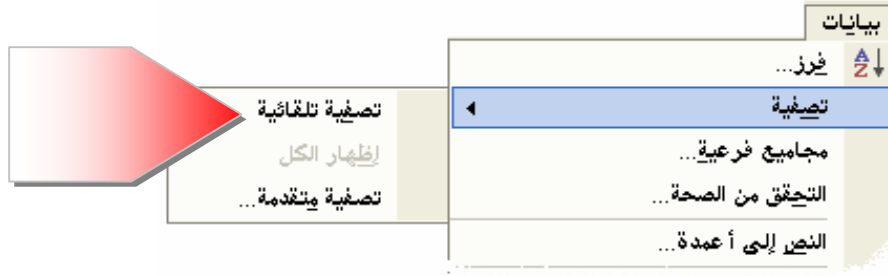 بيانات
فرز...
تصفية
مجاميع فرعية...
التحقق من الصحة...
النص إلى أعمدة...
تصفية تلقائية
إظهار الكل
تصفية متقدمة...